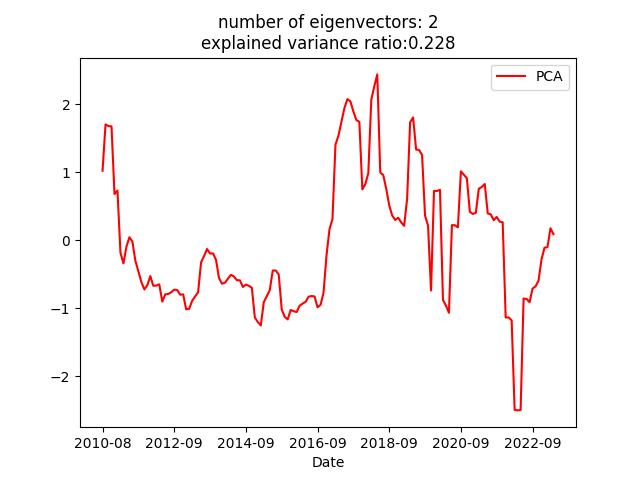 number of eigenvectors: 2
explained variance ratio:0.228
PCA
2
1
0
−1
−2
2010-08 2012-09 2014-09 2016-09 2018-09 2020-09 2022-09
Date